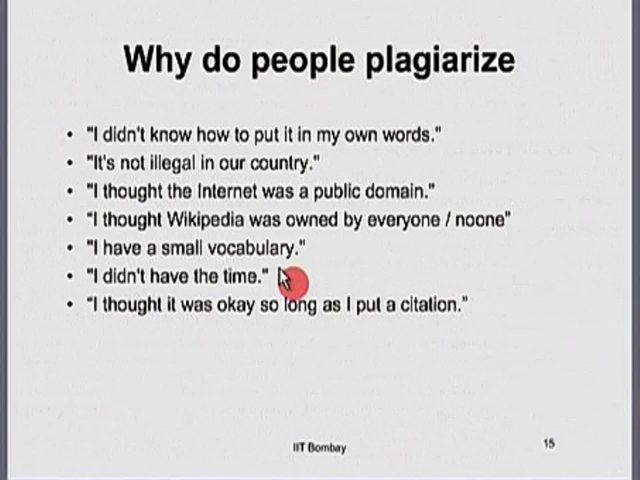 Why do people plagiarize
• "I didn't know how to put it in my own words."
• "It's not illegal in our country."
• "I thought the Internet was a public domain."
• "I thought Wikipedia was owned by everyone / noone"
• "I have a small vocabulary."
• "I didn't have the time."
• "I thought it was okay so long as I put a citation."
IIT Bombay
15